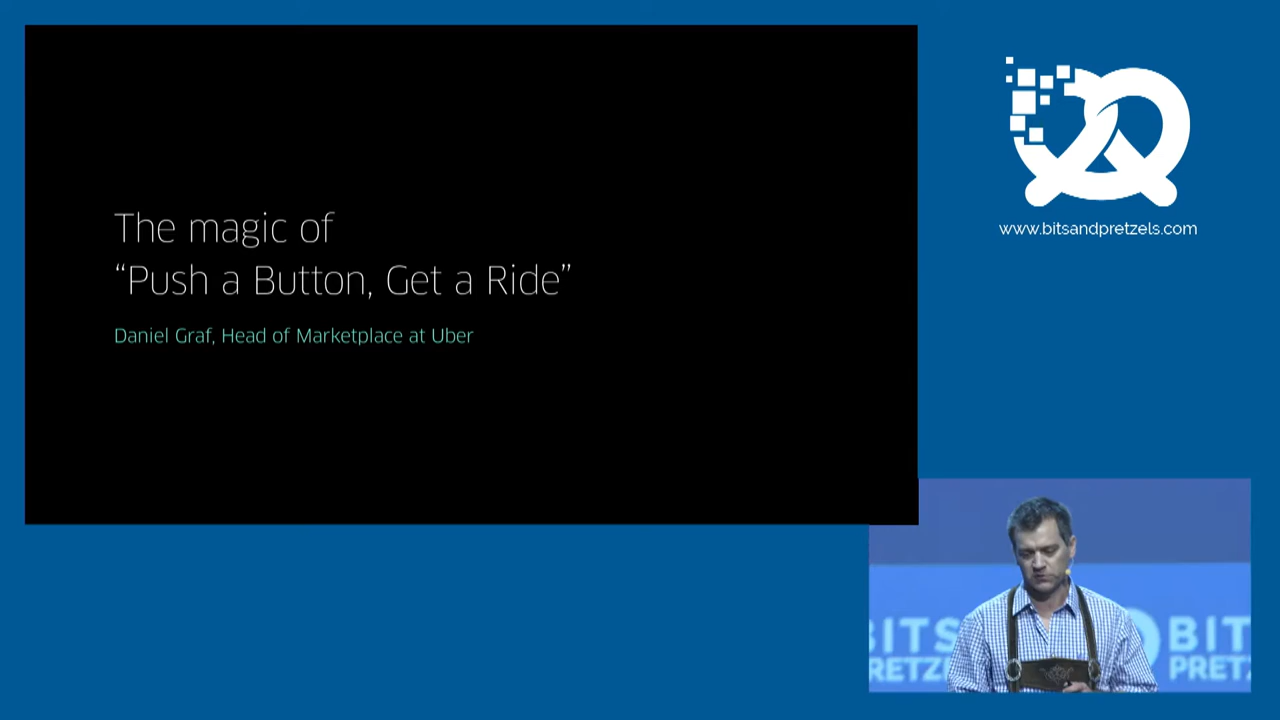 The magic of
“Push a Button, Get a Ride”
Daniel Graf, Head of Marketplace at Uber
www.bitsandpretzels.com
BITS
PRETZE
BIT
PRETZ